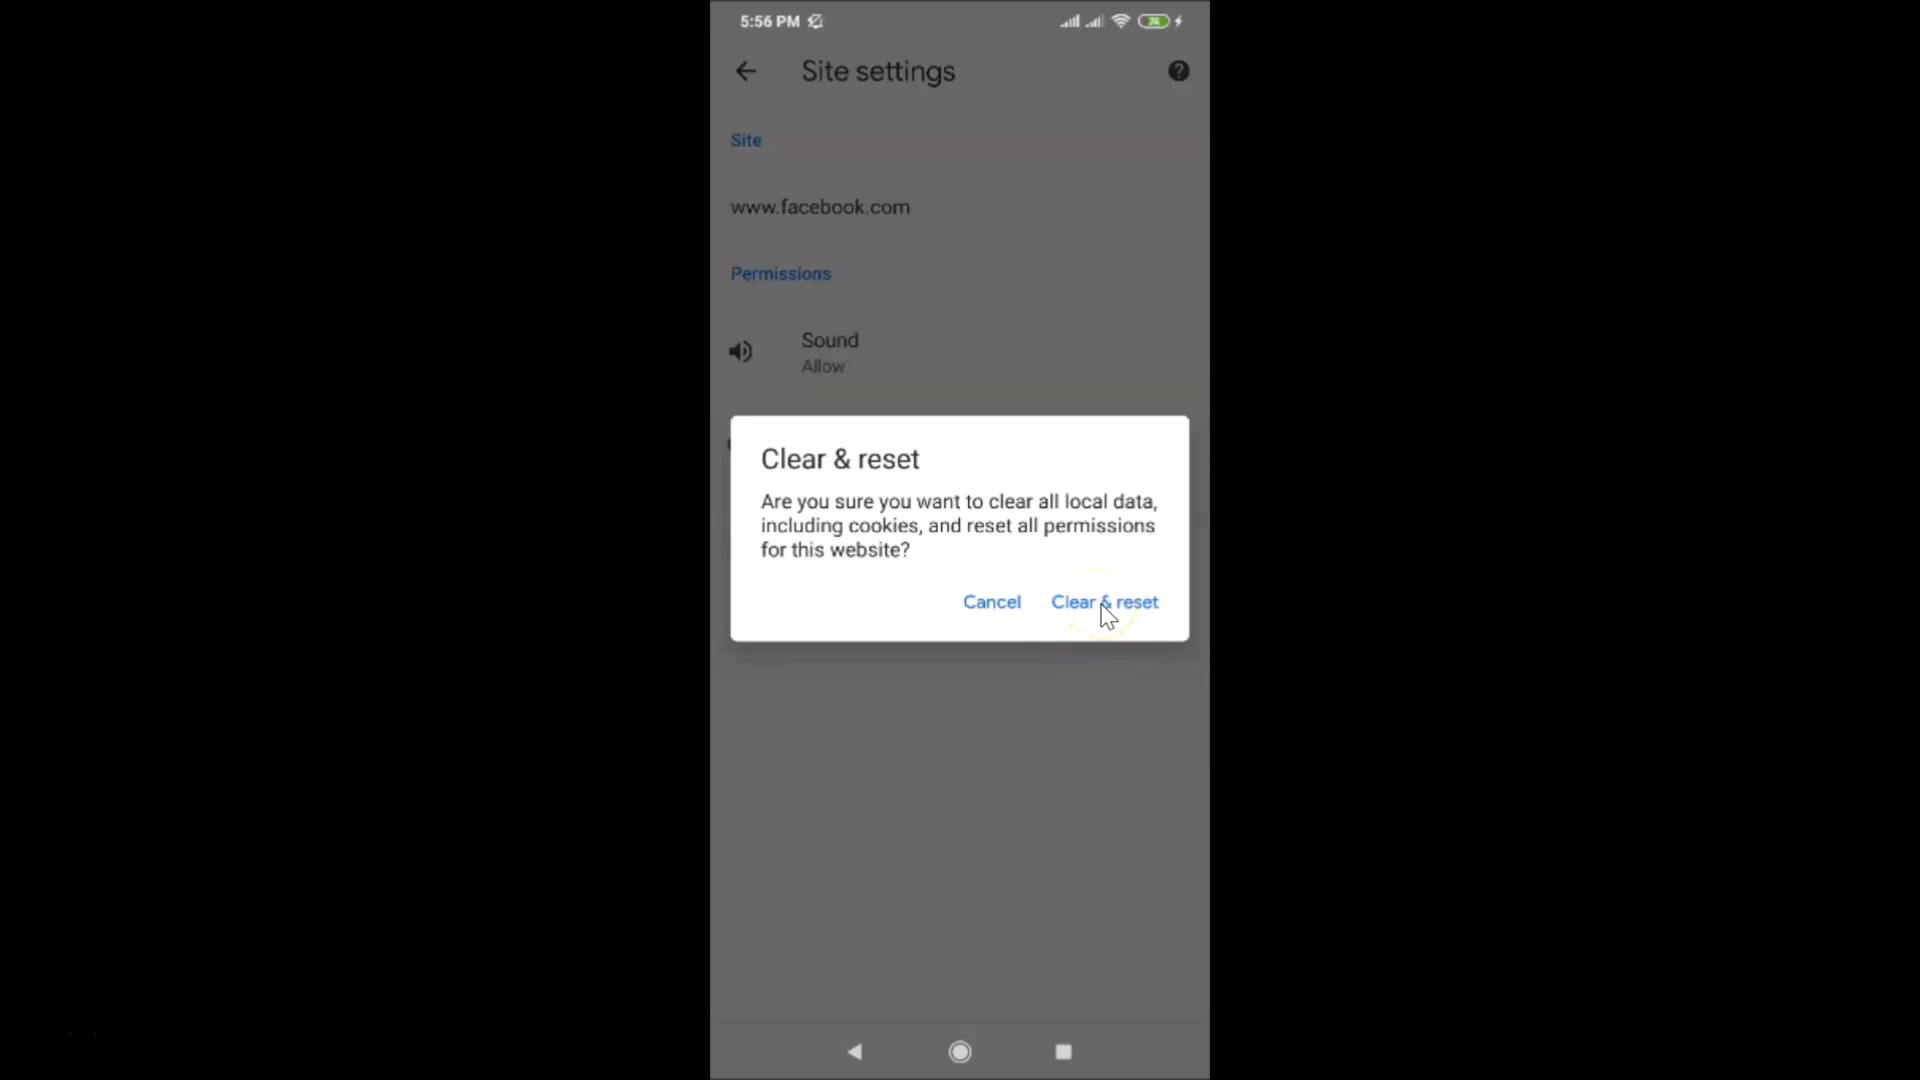 5:56 PM
Site settings
Site
www.facebook.com
Permissions
Sound
Allow
Clear & reset
Are you sure you want to clear all local data,
including cookies, and reset all permissions
for this website?
Cancel Clear & reset